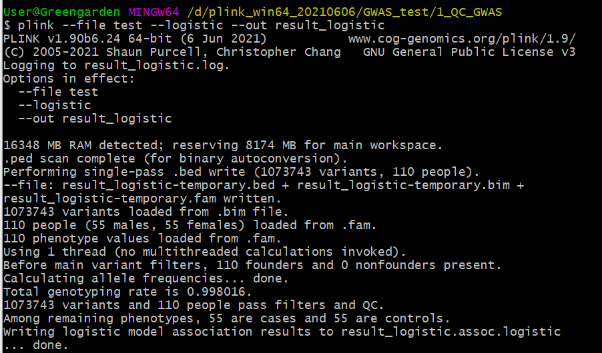 User@Greengarden MINGW64 /d/plink_win64_20210606/GWAS_test/1_QC_GWAS
$ plink --file test --logistic --out result_logistic
PLINK v1.90b6.24 64-bit (6 Jun 2021)           www.cog-genomics.org/plink/1.9/
(C) 2005-2021 Shaun Purcell, Christopher Chang   GNU General Public License v3
Logging to result_logistic.log.
Options in effect:
  --file test
  --logistic
  --out result_logistic

16348 MB RAM detected; reserving 8174 MB for main workspace.
.ped scan complete (for binary autoconversion).
Performing single-pass .bed write (1073743 variants, 110 people).
--file: result_logistic-temporary.bed + result_logistic-temporary.bim +
result_logistic-temporary.fam written.
1073743 variants loaded from .bim file.
110 people (55 males, 55 females) loaded from .fam.
110 phenotype values loaded from .fam.
Using 1 thread (no multithreaded calculations invoked).
Before main variant filters, 110 founders and 0 nonfounders present.
Calculating allele frequencies... done.
Total genotyping rate is 0.998016.
1073743 variants and 110 people pass filters and QC.
Among remaining phenotypes, 55 are cases and 55 are controls.
Writing logistic model association results to result_logistic.assoc.logistic
... done.